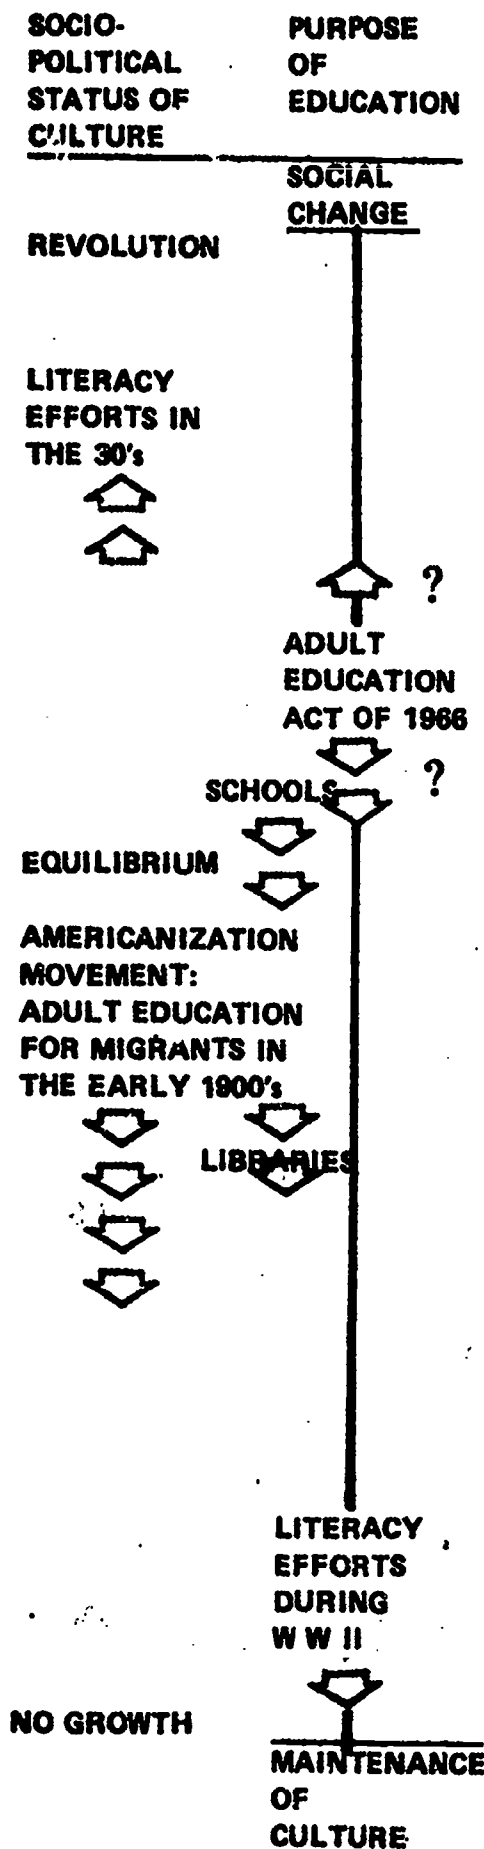 SOCIO-
POLITICAL
STATUS OF
CULTURE
PURPOSE
OF
EDUCATION
SOCIAL
CHANGE
REVOLUTION
LITERACY
EFFORTS IN
THE 30's
?
ADULT
EDUCATION
ACT OF 1966
?
SCHOOLS
EQUILIBRIUM
AMERICANIZATION
MOVEMENT:
ADULT EDUCATION
FOR MIGRANTS IN
THE EARLY 1900's
LIBRARIES
LITERACY
EFFORTS
DURING
W W II
NO GROWTH
MAINTENANCE
OF
CULTURE